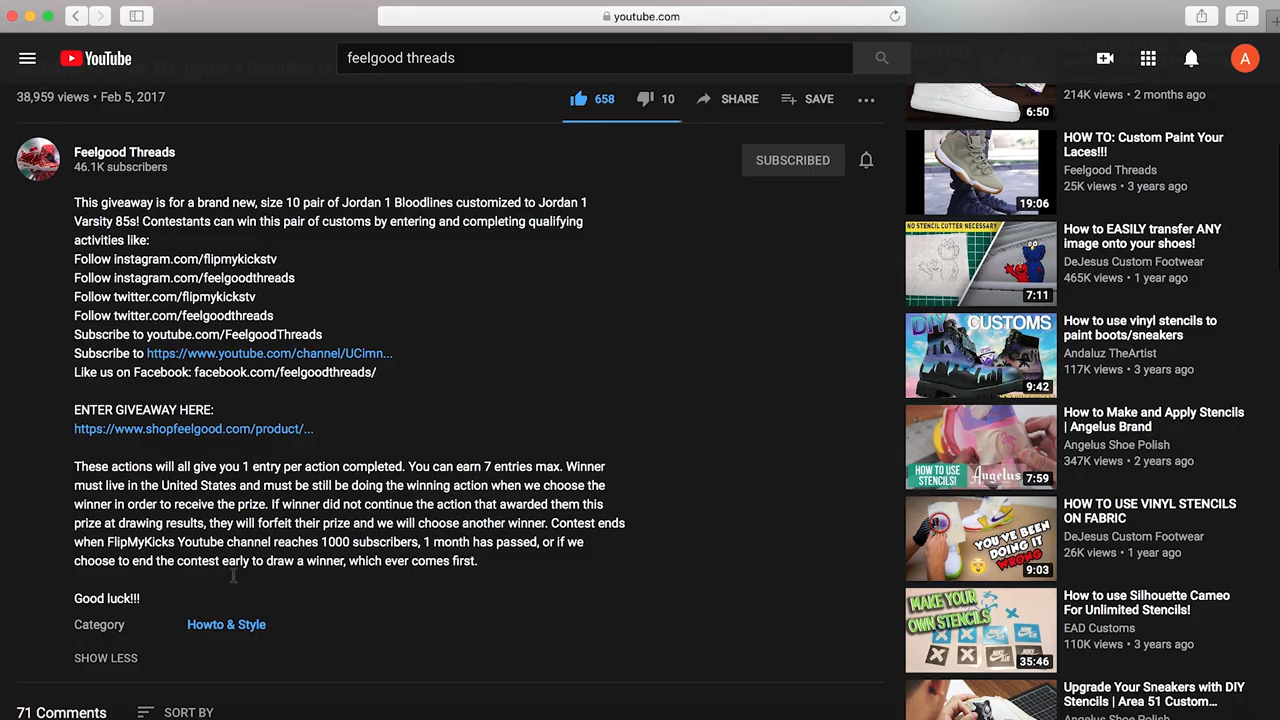 youtube.com
YouTube
feelgood threads
A
38,959 views • Feb 5, 2017
658
10
SHARE
SAVE
Feelgood Threads
46.1K subscribers
SUBSCRIBED
This giveaway is for a brand new, size 10 pair of Jordan 1 Bloodlines customized to Jordan 1
Varsity 85s! Contestants can win this pair of customs by entering and completing qualifying
activities like:
Follow instagram.com/flipmykickstv
Follow instagram.com/feelgoodthreads
Follow twitter.com/flipmykickstv
Follow twitter.com/feelgoodthreads
Subscribe to youtube.com/FeelGoodThreads
Subscribe to https://www.youtube.com/channel/UCimn...
Like us on Facebook: facebook.com/feelgoodthreads/
ENTER GIVEAWAY HERE:
https://www.shopfeelgood.com/product/...
These actions will all give you 1 entry per action completed. You can earn 7 entries max. Winner
must live in the United States and must be still be doing the winning action when we choose the
winner in order to receive the prize. If winner did not continue the action that awarded them this
prize at drawing results, they will forfeit their prize and we will choose another winner. Contest ends
when FlipMyKicks Youtube channel reaches 1000 subscribers, 1 month has passed, or if we
choose to end the contest early to draw a winner, which ever comes first.
Good luck!!!
Category
Howto & Style
SHOW LESS
71 Comments
SORT BY
6:50
214K views • 2 months ago
19:06
HOW TO: Custom Paint Your
Laces!!!
Feelgood Threads
25K views • 3 years ago
NO STENCIL CUTTER NECESSARY
7:11
How to EASILY transfer ANY
image onto your shoes!
DeJesus Custom Footwear
465K views • 1 year ago
DIY CUSTOMS
9:42
How to use vinyl stencils to
paint boots/sneakers
Andaluz TheArtist
117K views • 3 years ago
HOW TO USE
STENCILS!
Angelus
7:59
How to Make and Apply Stencils
| Angelus Brand
Angelus Shoe Polish
347K views • 2 years ago
YOU'VE BEEN
DOING IT
WRONG
9:03
HOW TO USE VINYL STENCILS
ON FABRIC
DeJesus Custom Footwear
26K views • 1 year ago
MAKE YOUR
OWN STENCILS
35:46
How to use Silhouette Cameo
For Unlimited Stencils!
EAD Customs
110K views • 3 years ago
Upgrade Your Sneakers with DIY
Stencils | Area 51 Custom...